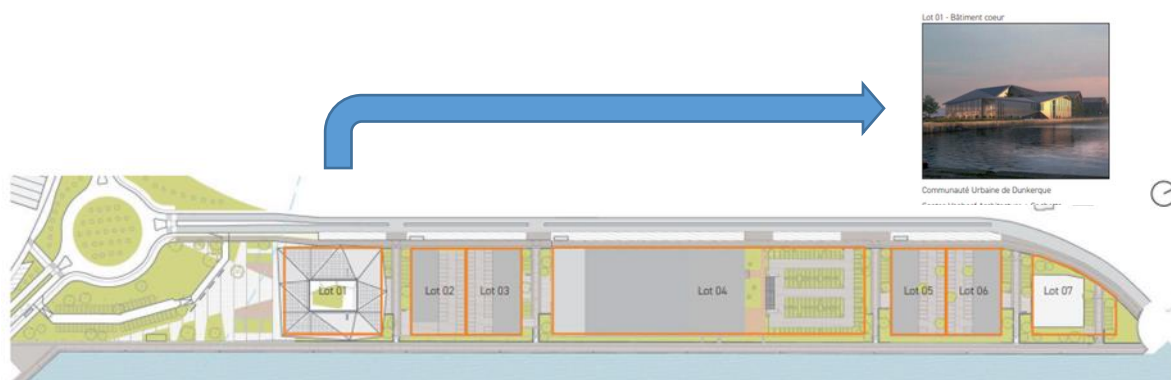 Lot 01 - Bâtiment coeur
Communauté Urbaine de Dunkerque
Lot 01
Lot 02
Lot 03
Lot 04
Lot 05
Lot 06
Lot 07